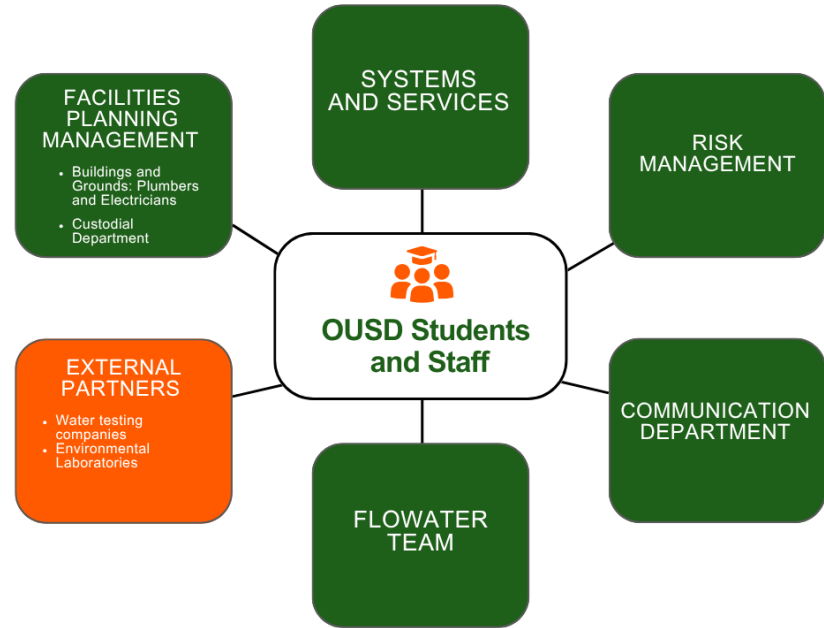 SYSTEMS
AND SERVICES
FACILITIES
PLANNING
MANAGEMENT
• Buildings and
Grounds: Plumbers
and Electricians
• Custodial
Department
RISK
MANAGEMENT
OUSD Students
and Staff
EXTERNAL
PARTNERS
• Water testing
companies
• Environmental
Laboratories
COMMUNICATION
DEPARTMENT
FLOWATER
TEAM